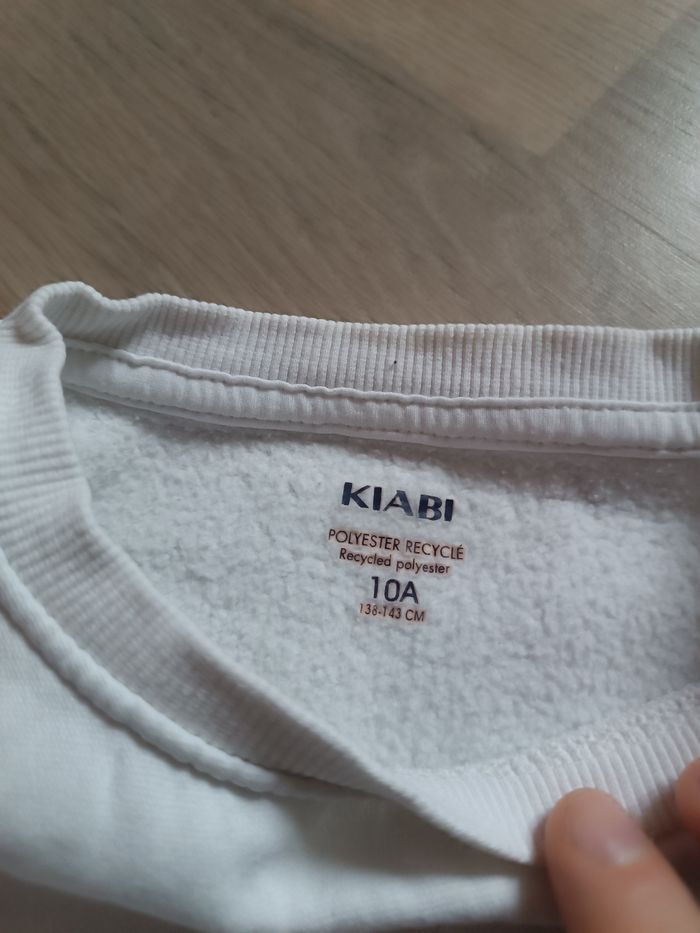 KIABI
POLYESTER RECYCLÉ
Recycled polyester
10A
138-143 CM